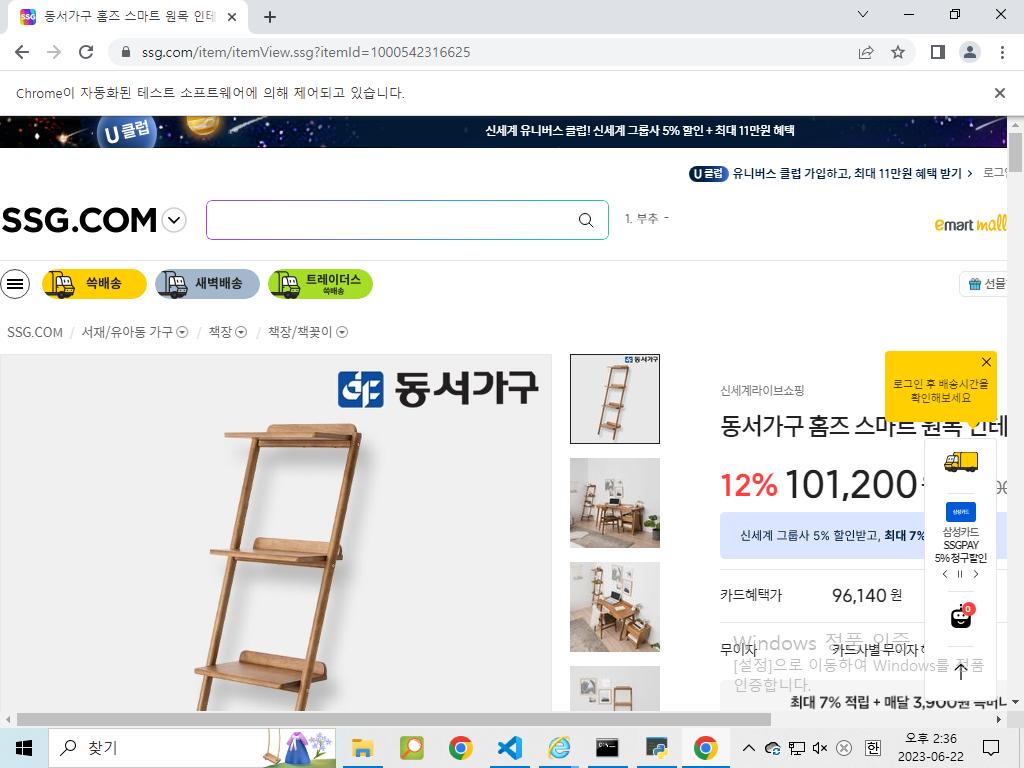 동서가구 홈즈 스마트 원목 인테
ssg.com/item/itemView.ssg?itemId=1000542316625
Chrome이 자동화된 테스트 소프트웨어에 의해 제어되고 있습니다.
U클럽
신세계 유니버스 클럽! 신세계 그룹사 5% 할인 + 최대 11만원 혜택
U 클럽 유니버스 클럽 가입하고, 최대 11만원 혜택 받기 >
로그인
SSG.COM
1. 부추 -
emart mall
쓱배송
새벽배송
트레이더스
쓱배송
선물
SSG.COM / 서재/유아동 가구 / 책장 / 책장/책꽂이
동서가구
동서가구
로그인 후 배송시간을
확인해보세요
신세계라이브쇼핑
동서가구 홈즈 스마트 원목 인테
12% 101,200
신세계 그룹사 5% 할인받고, 최대 7%
삼성카드
삼성카드
SSGPAY
5% 청구할인
카드혜택가 96,140 원
0
무이자 카드사별 무이자
Windows 정품 인증
[설정]으로 이동하여 Windows를 정품
인증합니다.
최대 7% 적립 + 매달 3,900원
찾기
한
오후 2:36
2023-06-22